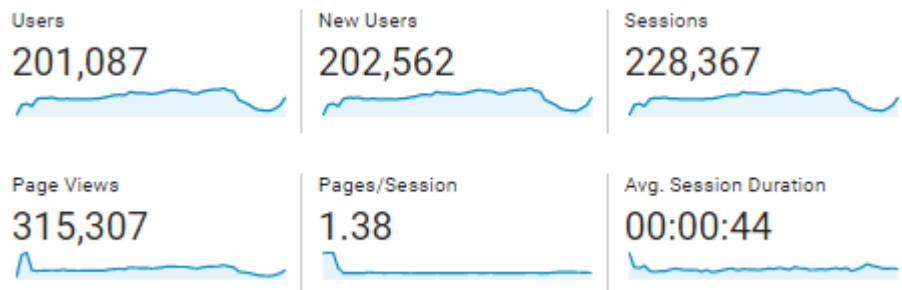 Users
New Users
Sessions
201,087
202,562
228,367
Page Views
Pages/Session
Avg. Session Duration
315,307
1.38
00:00:44